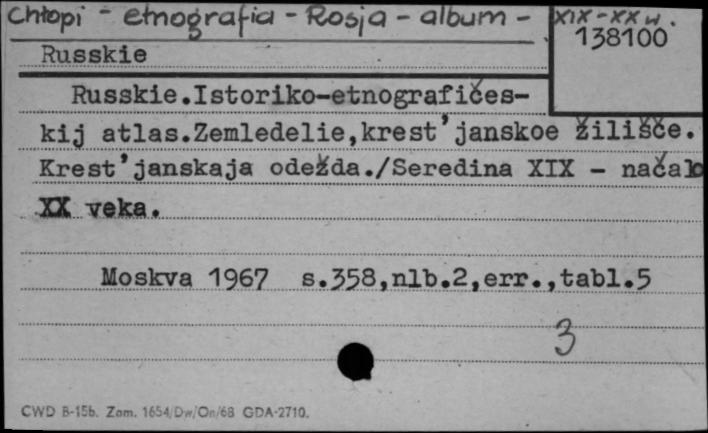 Chłopi - etnografia - Rosja - album - XIX-XX w.
138100
Russkie
Russkie.Istoriko-etnografičes-
kij atlas.Zemledelie,krest'janskoe žilišče.
Krest'janskaja odežda./Seredina XIX - načalo
XX veka.
Moskva 1967 s.358,nlb.2,err.,tabl.5
3
CWD B-15b. Zam. 1654/Dw/On/68 GDA-2710.